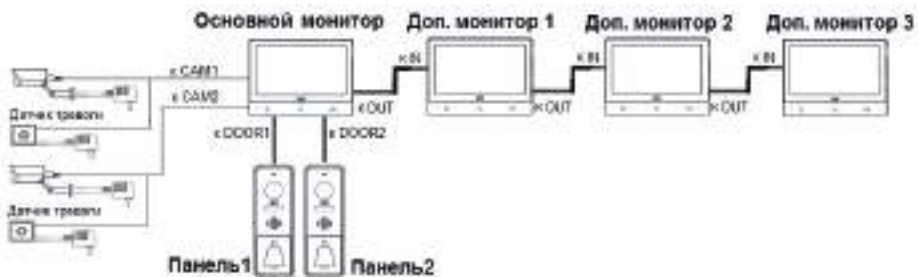 Основной монитор
Доп. монитор 1
Доп. монитор 2
Доп. монитор 3
к CAM1
к CAM2
к IN
к IN
к IN
к OUT
к OUT
к OUT
Датчик тревоги
к DOOR1
к DOOR2
Датчик тревоги
Панель1
Панель2